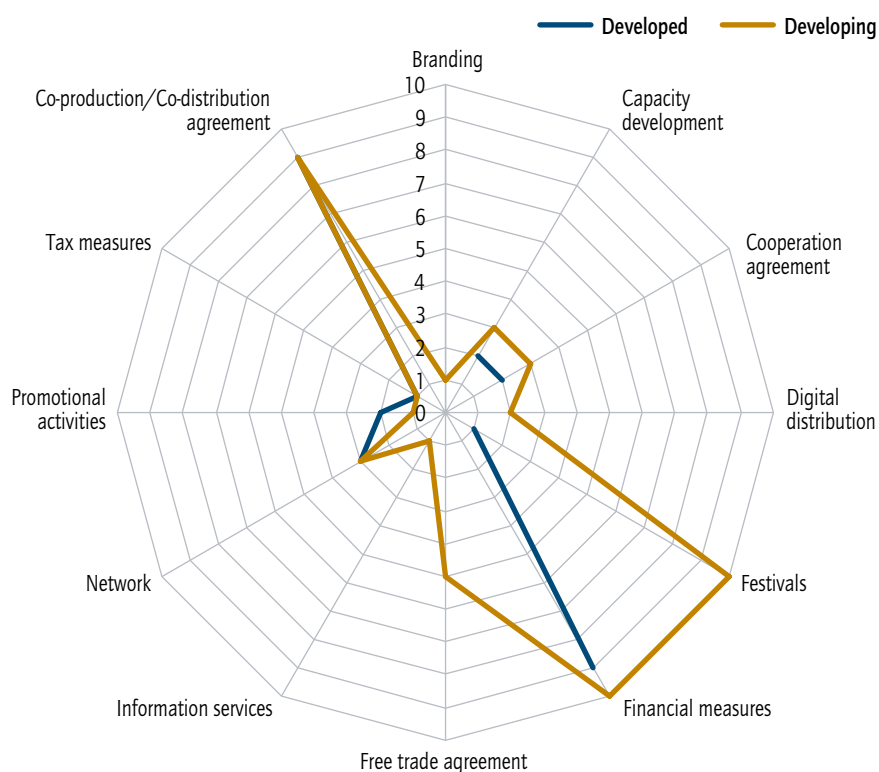 Developed
Developing
Branding
Capacity
development
Cooperation
agreement
Digital
distribution
Festivals
Financial measures
Free trade agreement
Information services
Network
Promotional
activities
Tax measures
Co-production/Co-distribution
agreement
10
9
8
7
6
5
4
3
2
1
0